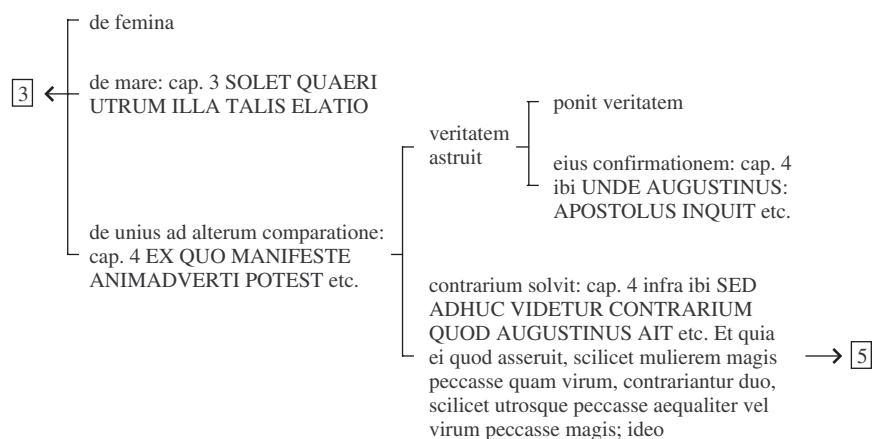 de femina
3
de mare: cap. 3 SOLET QUAERI
UTRUM ILLA TALIS ELATIO
ponit veritatem
veritatem
astruit
eius confirmationem: cap. 4
ibi UNDE AUGUSTINUS:
APOSTOLUS INQUIT etc.
de unius ad alterum comparatione:
cap. 4 EX QUO MANIFESTE
ANIMADVERTI POTEST etc.
contrarium solvit: cap. 4 infra ibi SED
ADHUC VIDETUR CONTRARIUM
QUOD AUGUSTINUS AIT etc. Et quia
ei quod asseruit, scilicet mulierem magis
peccasse quam virum, contrariantur duo,
scilicet utrosque peccasse aequaliter vel
virum peccasse magis; ideo
5